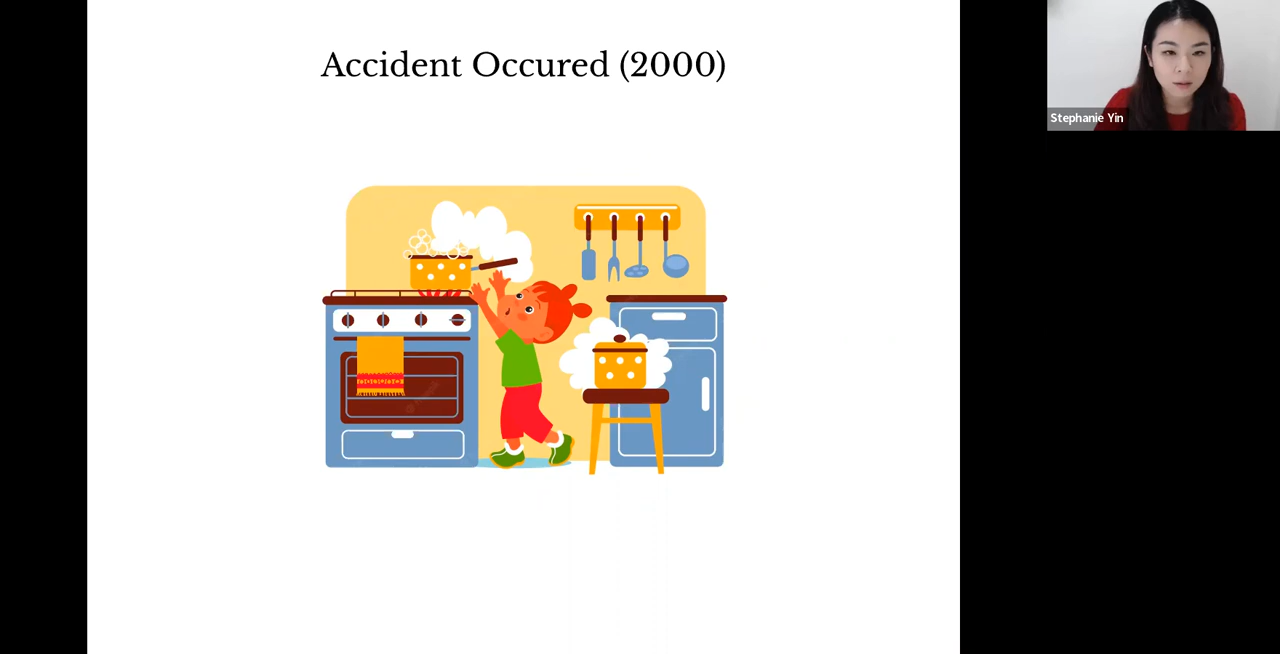 Accident Occured (2000)
Stephanie Yin